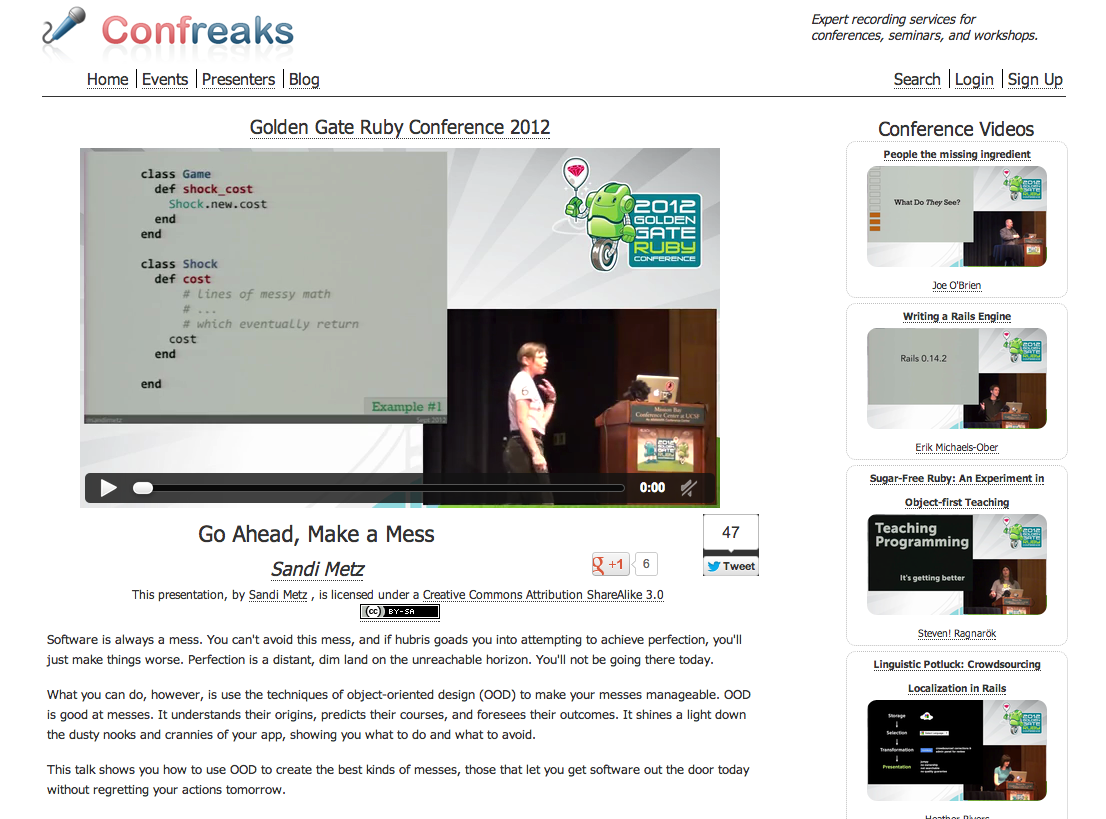 Confreaks
Expert recording services for
conferences, seminars, and workshops.
Home Events Presenters Blog
Search Login Sign Up
Golden Gate Ruby Conference 2012
class Game
def shock_cost
Shock.new.cost
end
end
class Shock
def cost
# lines of messy math
# ...
# which eventually return
cost
end
end
Example #1
Sept 2012
2012
GOLDEN
GATE
RUBY
CONFERENCE
Mission Bay
Conference Center at UCSF
0:00
Go Ahead, Make a Mess
47
Tweet
Sandi Metz
g +1
6
This presentation, by Sandi Metz , is licensed under a Creative Commons Attribution ShareAlike 3.0
(cc) BY-SA
Software is always a mess. You can't avoid this mess, and if hubris goads you into attempting to achieve perfection, you'll
just make things worse. Perfection is a distant, dim land on the unreachable horizon. You'll not be going there today.
What you can do, however, is use the techniques of object-oriented design (OOD) to make your messes manageable. OOD
is good at messes. It understands their origins, predicts their courses, and foresees their outcomes. It shines a light down
the dusty nooks and crannies of your app, showing you what to do and what to avoid.
This talk shows you how to use OOD to create the best kinds of messes, those that let you get software out the door today
without regretting your actions tomorrow.
Conference Videos
People the missing ingredient
What Do They See?
Joe O'Brien
Writing a Rails Engine
Rails 0.14.2
Erik Michaels-Ober
Sugar-Free Ruby: An Experiment in
Object-first Teaching
Teaching
Programming
It's getting better
Steven! Ragnarök
Linguistic Potluck: Crowdsourcing
Localization in Rails
Storage
Selection
Transformation
Presentation
Heather Rivers